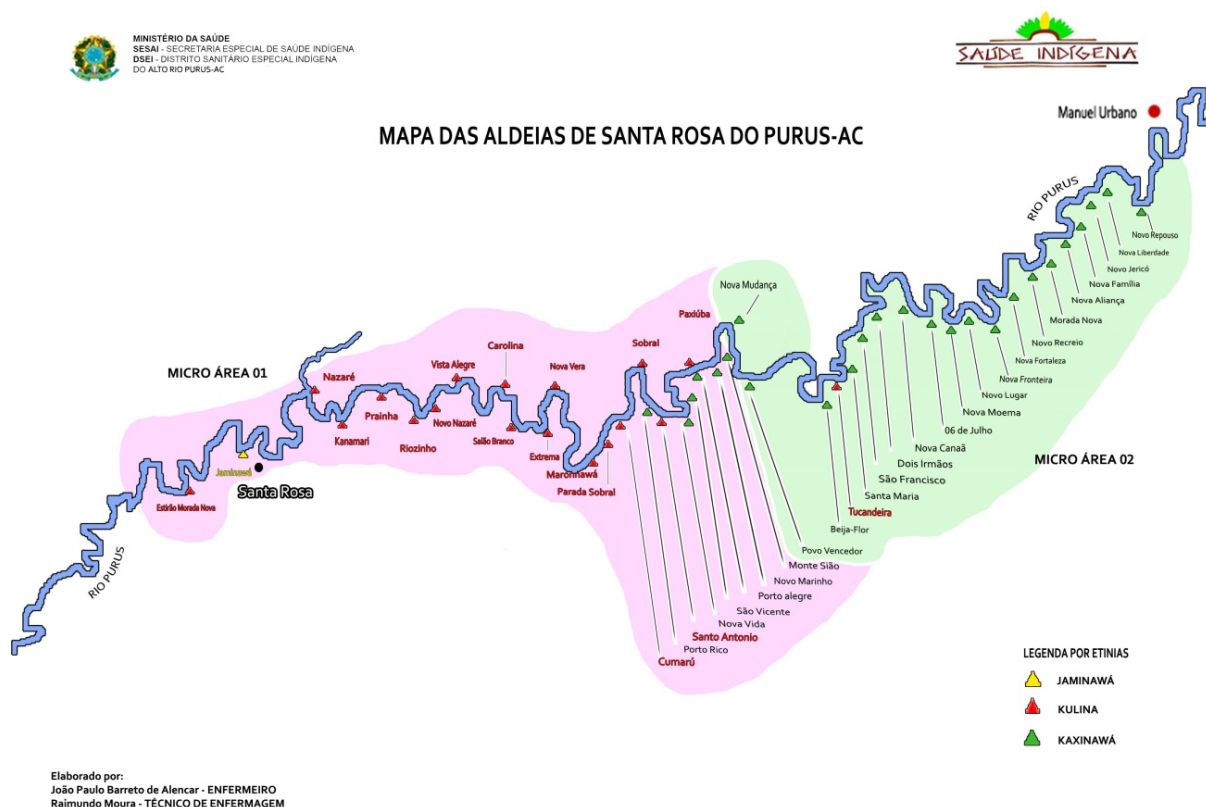 MINISTÉRIO DA SAÚDE
SESAI - SECRETARIA ESPECIAL DE SAÚDE INDÍGENA
DSEI - DISTRITO SANITÁRIO ESPECIAL INDÍGENA
DO ALTO RIO PURUS-AC
SAÚDE INDÍGENA
MAPA DAS ALDEIAS DE SANTA ROSA DO PURUS-AC
Manuel Urbano
RIO PURUS
Novo Repouso
Nova Liberdade
Novo Jericó
Nova Família
Nova Aliança
Morada Nova
Novo Recreio
Nova Fortaleza
Nova Fronteira
Novo Lugar
Nova Moema
06 de Julho
Nova Canaã
Dois Irmãos
São Francisco
Santa Maria
Tucandeira
Beija-Flor
MICRO ÁREA 02
Nova Mudança
Paxiúba
Povo Vencedor
Monte Sião
Novo Marinho
Porto alegre
São Vicente
Nova Vida
Santo Antonio
Porto Rico
Cumarú
Sobral
Nova Vera
Carolina
Vista Alegre
MICRO ÁREA 01
Nazaré
Prainha
Kanamari
Riozinho
Novo Nazaré
Salão Branco
Extrema
Maronnawá
Parada Sobral
Jaminawá
Santa Rosa
Estirão Morada Nova
RIO PURUS
LEGENDA POR ETINIAS
JAMINAWÁ
KULINA
KAXINAWÁ
Elaborado por:
João Paulo Barreto de Alencar - ENFERMEIRO
Raimundo Moura - TÉCNICO DE ENFERMAGEM